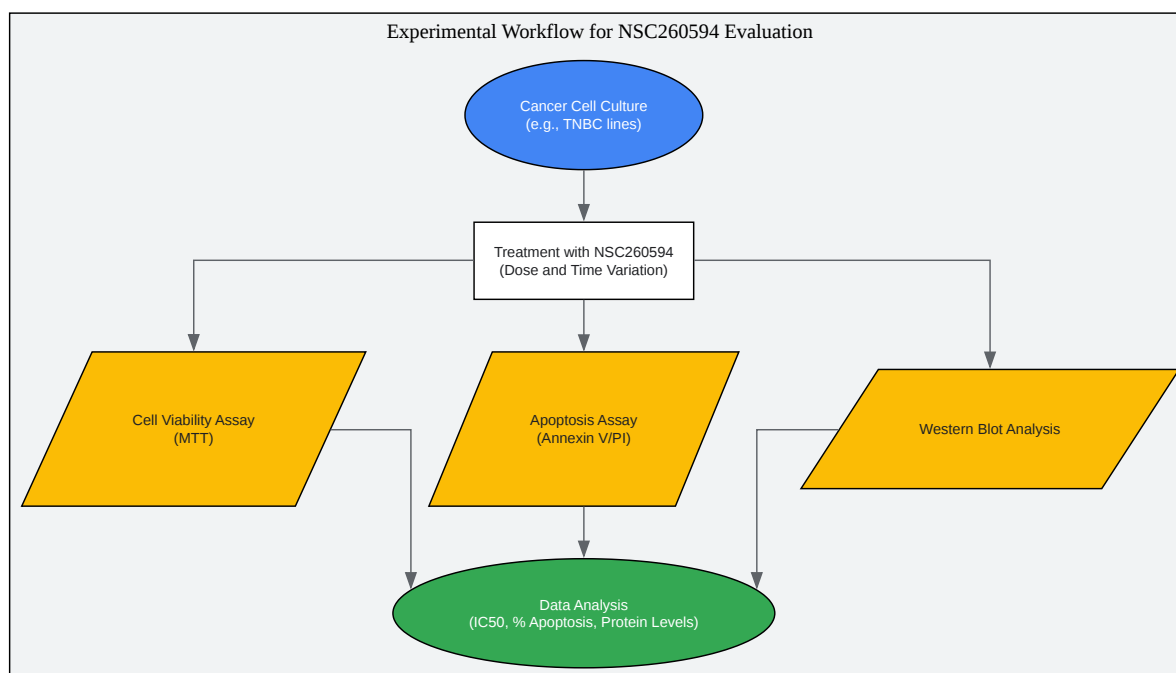 Experimental Workflow for NSC260594 Evaluation
Cancer Cell Culture
(e.g., TNBC lines)
Treatment with NSC260594
(Dose and Time Variation)
Cell Viability Assay
(MTT)
Apoptosis Assay
(Annexin V/PI)
Western Blot Analysis
Data Analysis
(IC50, % Apoptosis, Protein Levels)